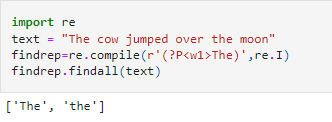 import re
text = "The cow jumped over the moon"
findrep=re.compile(r'(?P<w1>The)',re.I)
findrep.findall(text)
['The', 'the']